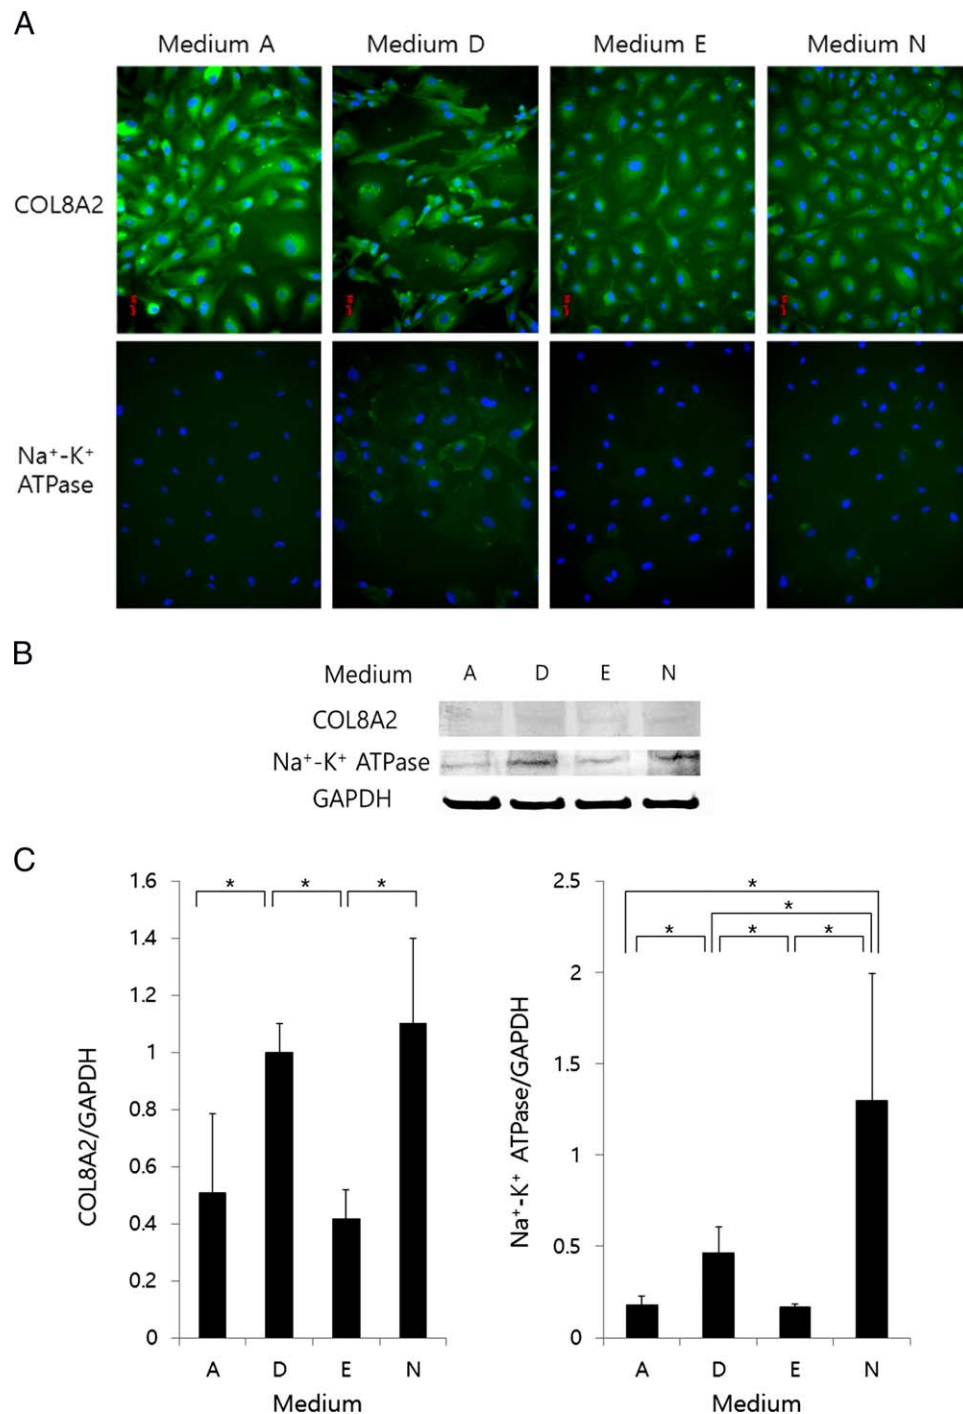 A
Medium A Medium D Medium E Medium N
COL8A2
Na⁺-K⁺
ATPase
B
Medium A D E N
COL8A2
Na⁺-K⁺ ATPase
GAPDH
C
COL8A2/GAPDH
1.6
1.4
1.2
1
0.8
0.6
0.4
0.2
0
* * *
A D E N
Medium
Na⁺-K⁺ ATPase/GAPDH
2.5
2
1.5
1
0.5
0
*
*
* * *
A D E N
Medium